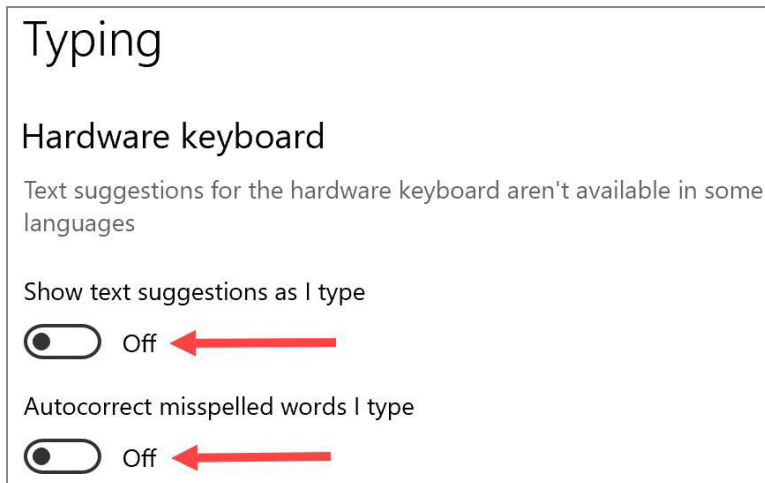 Typing
Hardware keyboard
Text suggestions for the hardware keyboard aren't available in some
languages
Show text suggestions as I type
Off
Autocorrect misspelled words I type
Off